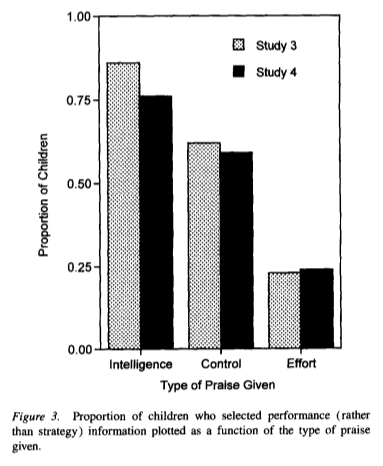 1.00
Study 3
Study 4
0.75
Proportion of Children
0.50
0.25
0.00
Intelligence Control Effort
Type of Praise Given
Figure 3. Proportion of children who selected performance (rather
than strategy) information plotted as a function of the type of praise
given.